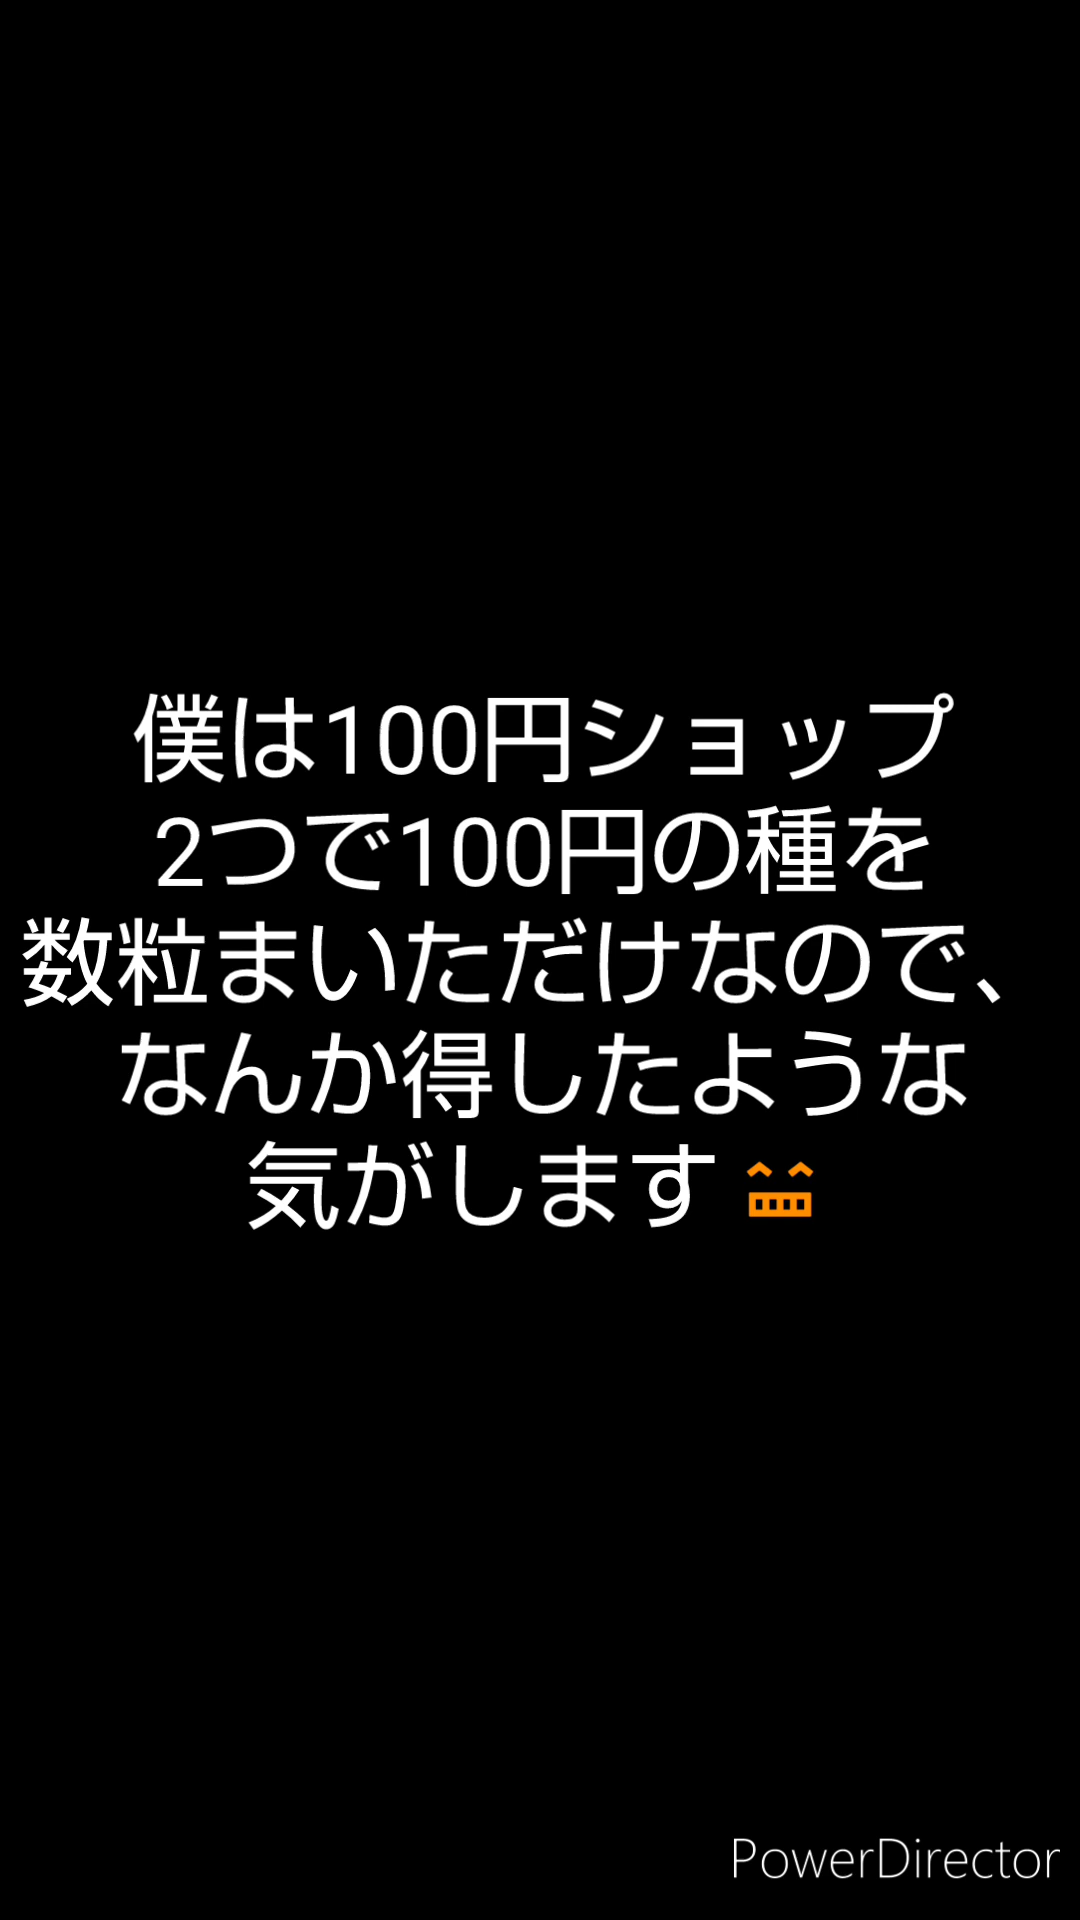 僕は100円ショップ
2つで100円の種を
数粒まいただけなので、
なんか得したような
気がします😁
PowerDirector